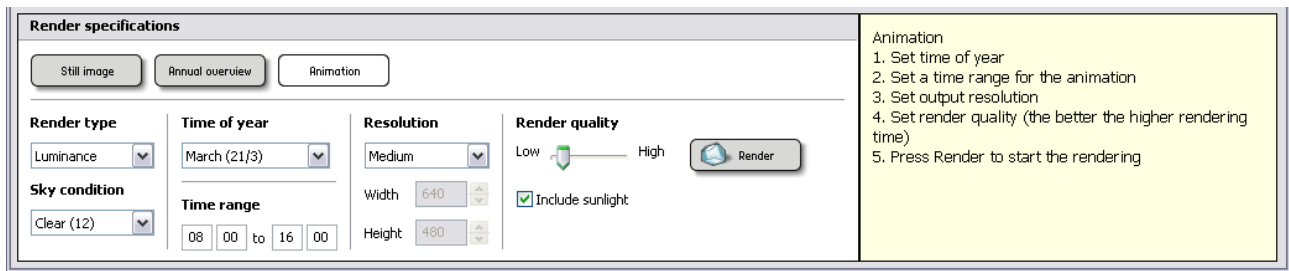 Render specifications
Still image
Annual overview
Animation
Render type
Luminance
Sky condition
Clear (12)
Time of year
March (21/3)
Time range
08 00 to 16 00
Resolution
Medium
Width 640
Height 480
Render quality
Low High
Include sunlight
Render
Animation
1. Set time of year
2. Set a time range for the animation
3. Set output resolution
4. Set render quality (the better the higher rendering
time)
5. Press Render to start the rendering